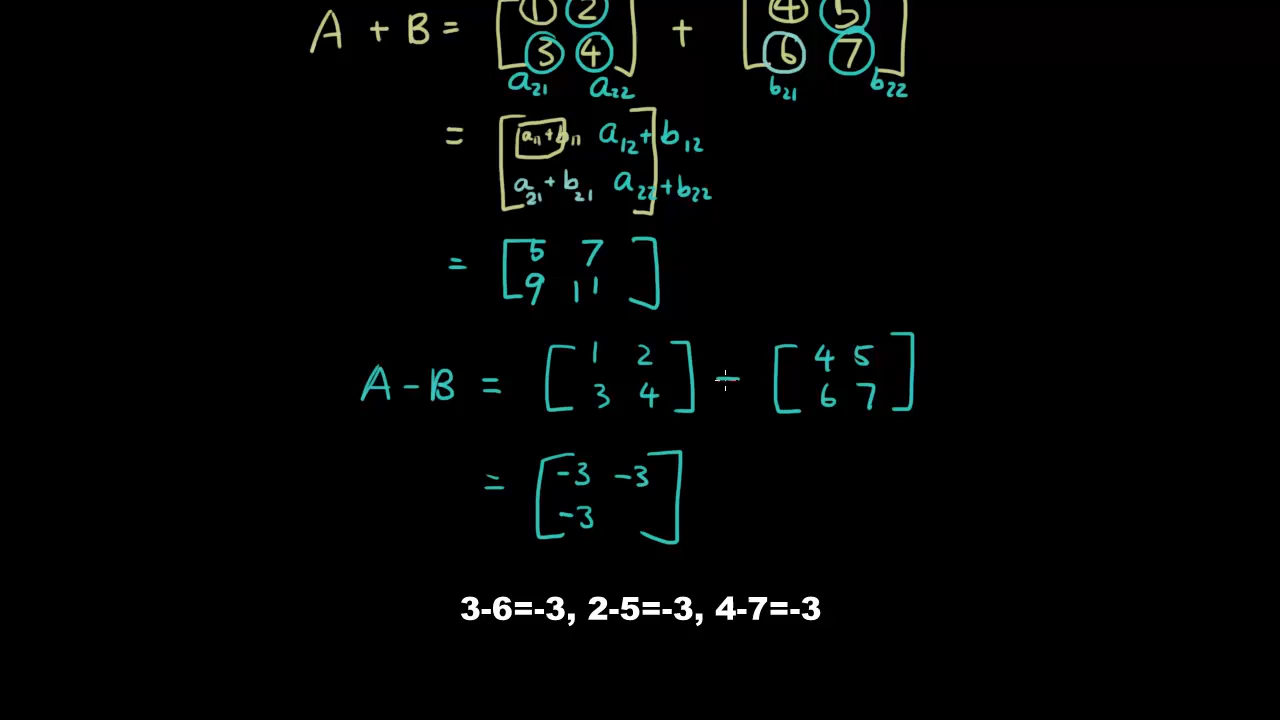 A + B = [ 1 2 ] + [ 4 5 ]
3 4 6 7
a21 a22 b21 b22
= [ a11+b11 a12+b12 ]
a21+b21 a22+b22
= [ 5 7 ]
9 11
A - B = [ 1 2 ] - [ 4 5 ]
3 4 6 7
= [ -3 -3 ]
-3
3-6=-3, 2-5=-3, 4-7=-3